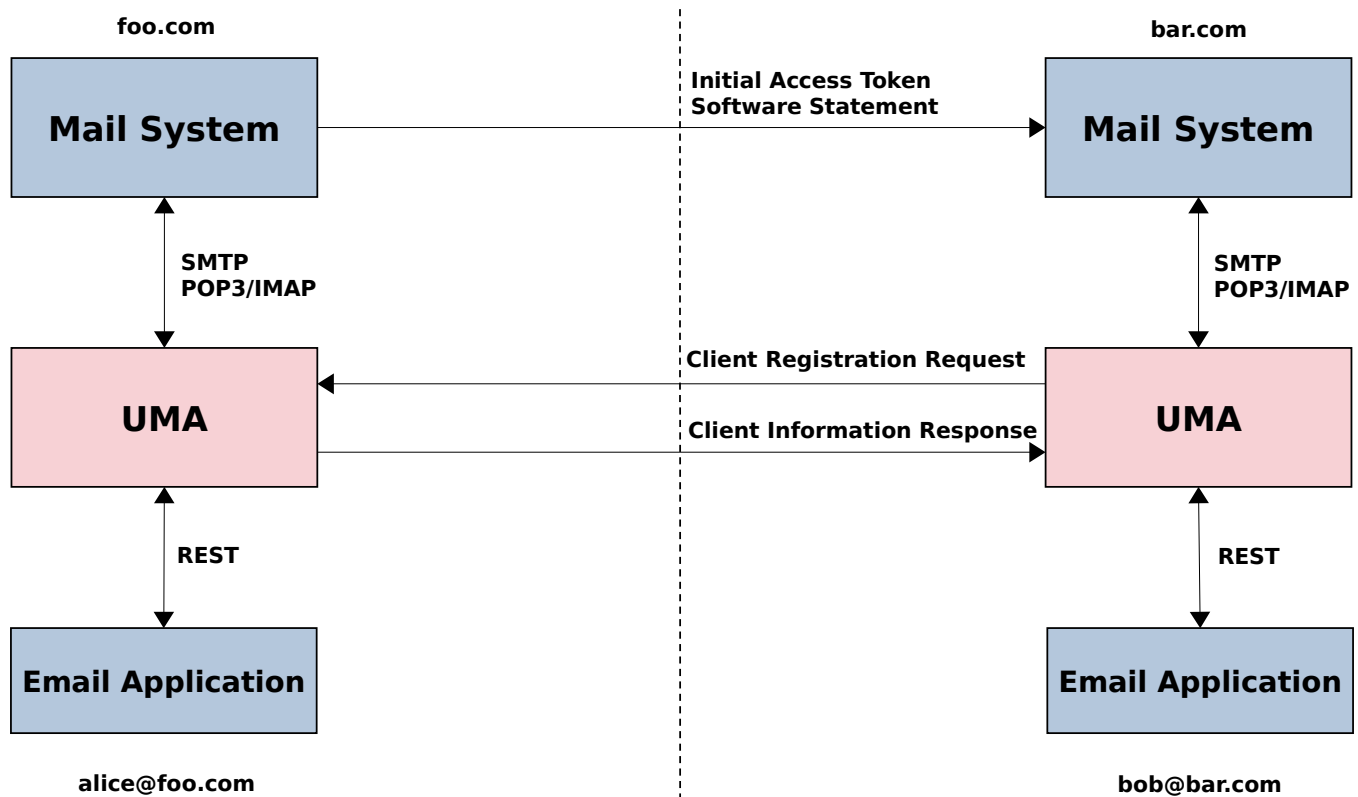 foo.com
bar.com
Initial Access Token
Software Statement
Mail System
Mail System
SMTP
POP3/IMAP
SMTP
POP3/IMAP
Client Registration Request
UMA
UMA
Client Information Response
REST
REST
Email Application
Email Application
alice@foo.com
bob@bar.com